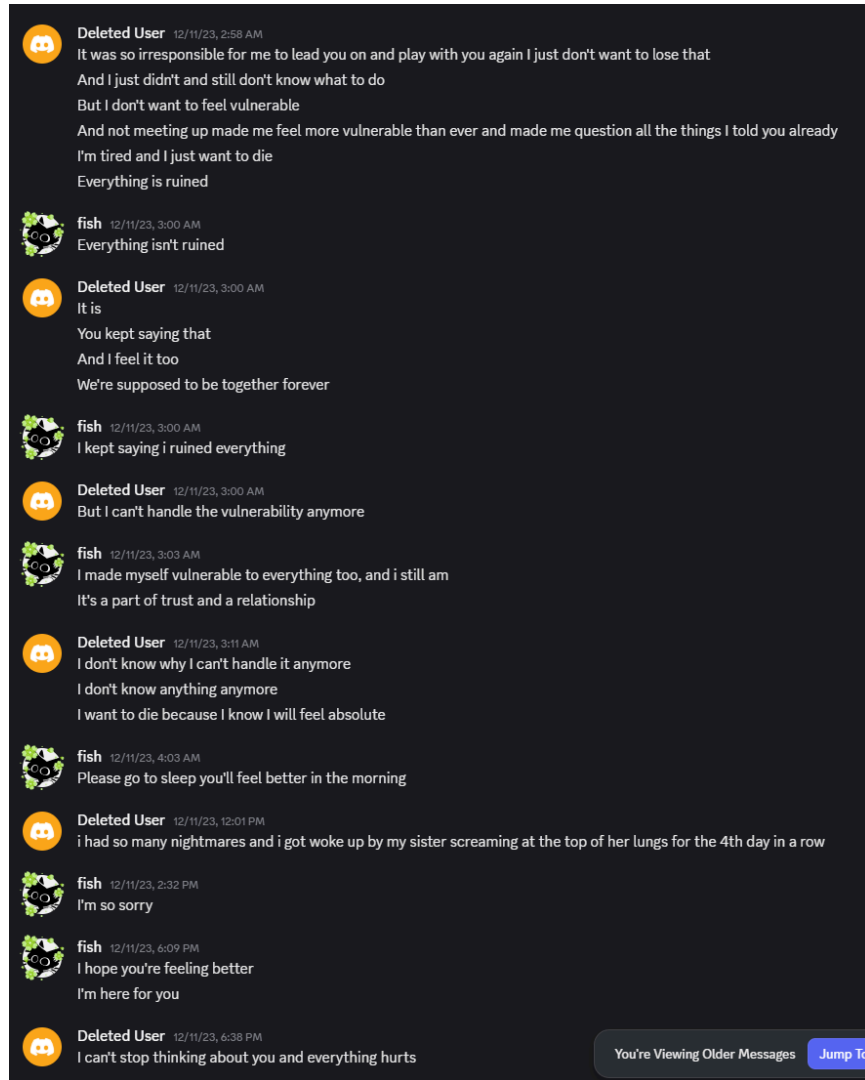 Deleted User 12/11/23, 2:58 AM
It was so irresponsible for me to lead you on and play with you again I just don't want to lose that
And I just didn't and still don't know what to do
But I don't want to feel vulnerable
And not meeting up made me feel more vulnerable than ever and made me question all the things I told you already
I'm tired and I just want to die
Everything is ruined
fish 12/11/23, 3:00 AM
Everything isn't ruined
Deleted User 12/11/23, 3:00 AM
It is
You kept saying that
And I feel it too
We're supposed to be together forever
fish 12/11/23, 3:00 AM
I kept saying i ruined everything
Deleted User 12/11/23, 3:00 AM
But I can't handle the vulnerability anymore
fish 12/11/23, 3:03 AM
I made myself vulnerable to everything too, and i still am
It's a part of trust and a relationship
Deleted User 12/11/23, 3:11 AM
I don't know why I can't handle it anymore
I don't know anything anymore
I want to die because I know I will feel absolute
fish 12/11/23, 4:03 AM
Please go to sleep you'll feel better in the morning
Deleted User 12/11/23, 12:01 PM
i had so many nightmares and i got woke up by my sister screaming at the top of her lungs for the 4th day in a row
fish 12/11/23, 2:32 PM
I'm so sorry
fish 12/11/23, 6:09 PM
I hope you're feeling better
I'm here for you
Deleted User 12/11/23, 6:38 PM
I can't stop thinking about you and everything hurts
You're Viewing Older Messages Jump To